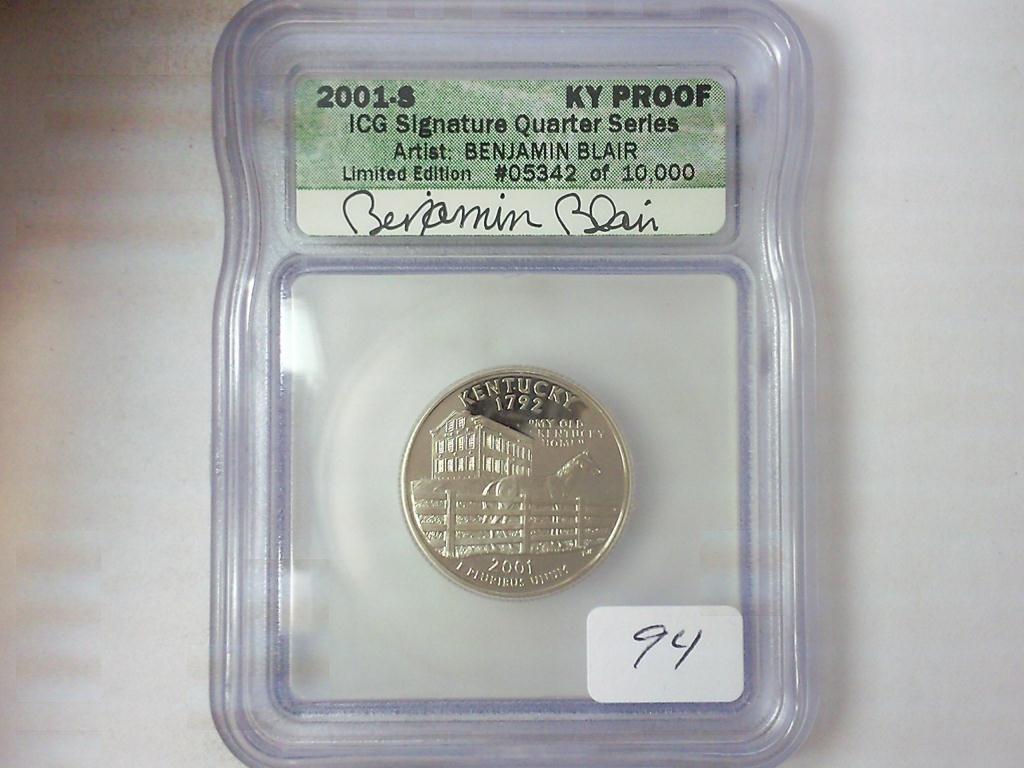 2001-S KY PROOF
ICG Signature Quarter Series
Artist: BENJAMIN BLAIR
Limited Edition #05342 of 10,000
Benjamin Blair
KENTUCKY
1792
"MY OLD
KENTUCKY
HOME"
2001
E PLURIBUS UNUM
94